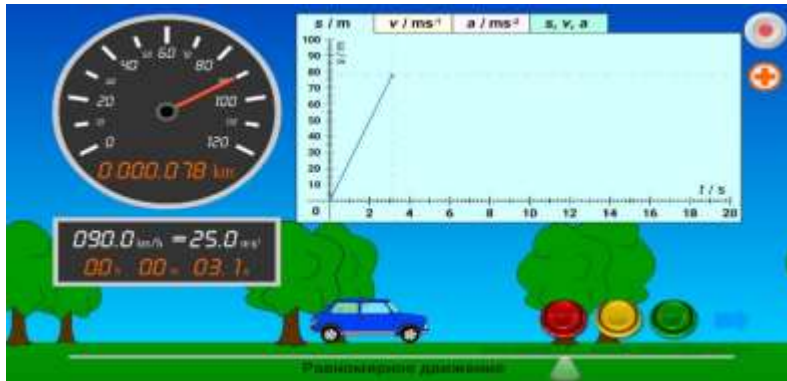 s / m
v / ms⁻¹
a / ms⁻²
s, v, a
100
90
80
70
60
50
40
30
20
10
0
s / m
2 4 6 8 10 12 14 16 18 20
t / s
0
20
40
60
80
100
120
0 000.078 km
090.0 km/h = 25.0 ms⁻¹
00 h 00 m 03.1 s
Равномерное движение